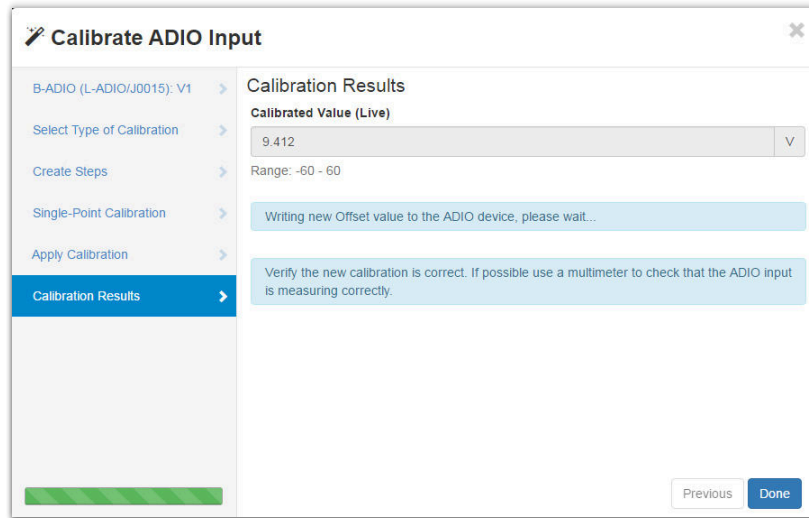 Calibrate ADIO Input
B-ADIO (L-ADIO/J0015): V1
Select Type of Calibration
Create Steps
Single-Point Calibration
Apply Calibration
Calibration Results
Calibration Results
Calibrated Value (Live)
9.412 V
Range: -60 - 60
Writing new Offset value to the ADIO device, please wait...
Verify the new calibration is correct. If possible use a multimeter to check that the ADIO input
is measuring correctly.
Previous Done